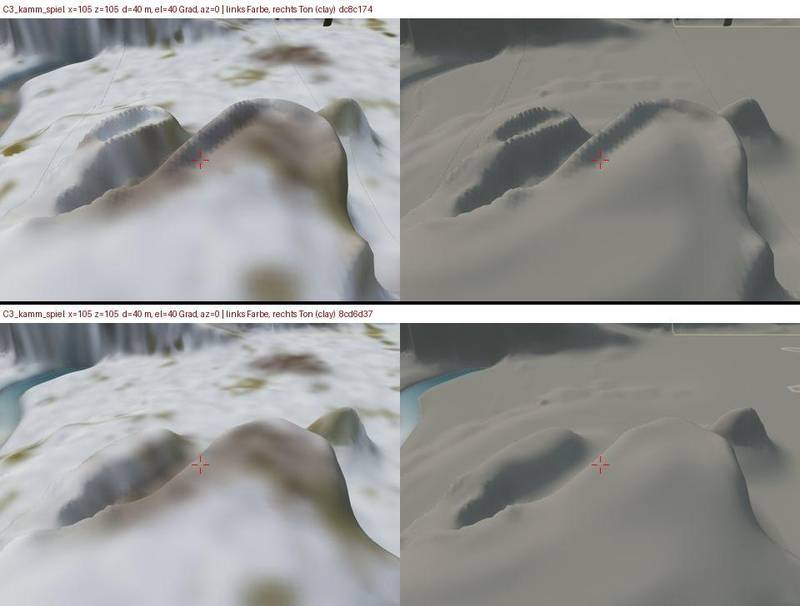 C3_kamm_spiel x=105 z=105 d=40 m, el=40 Grad, az=0 | links Farbe, rechts Ton (clay) dc8c174
C3_kamm_spiel x=105 z=105 d=40 m, el=40 Grad, az=0 | links Farbe, rechts Ton (clay) 8cd6d37